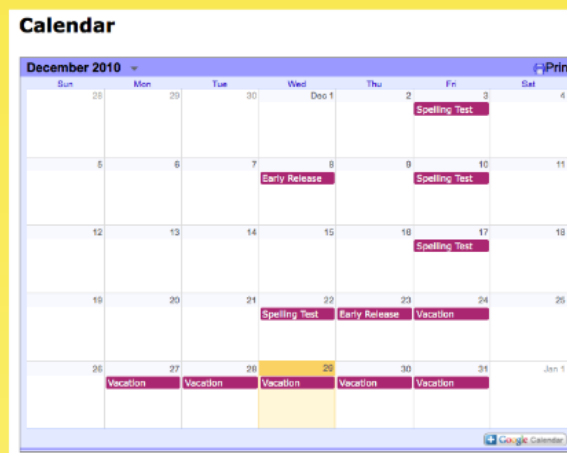 Calendar
December 2010 Prin
Sun Mon Tue Wed Thu Fri Sat
28 29 30 Dec 1 2 3 4
Spelling Test
5 6 7 8 9 10 11
Early Release Spelling Test
12 13 14 15 16 17 18
Spelling Test
19 20 21 22 23 24 25
Spelling Test Early Release Vacation
26 27 28 29 30 31 Jan 1
Vacation Vacation Vacation Vacation Vacation
Google Calendar